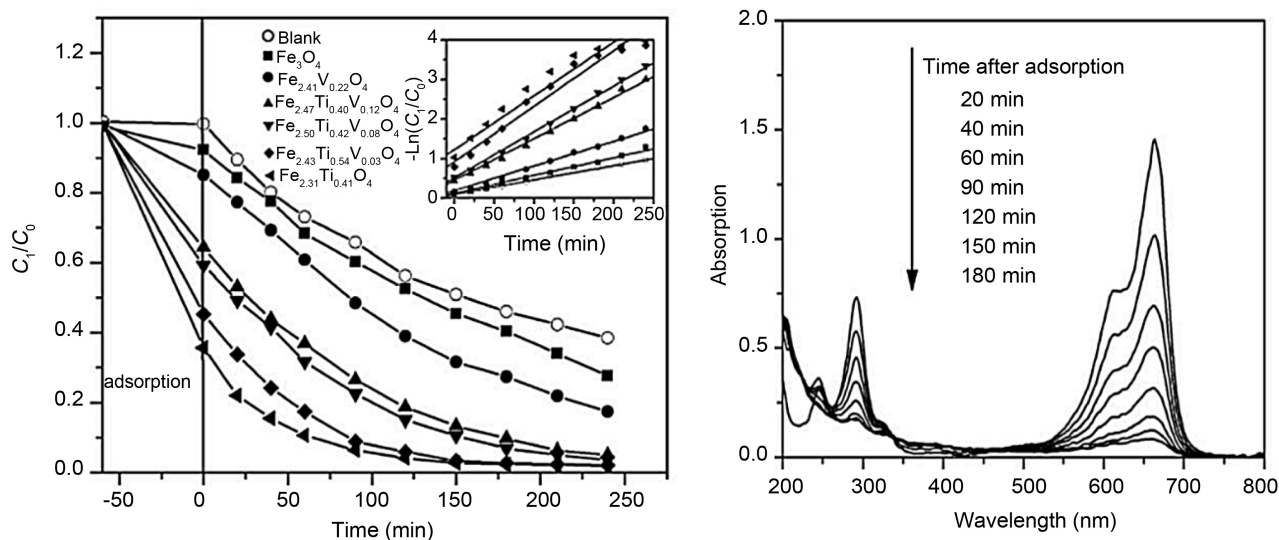 1.2
1.0
0.8
0.6
0.4
0.2
0.0
C1/C0
-50
0
50
100
150
200
250
Time (min)
adsorption
Blank
Fe3O4
Fe2.41V0.22O4
Fe2.47Ti0.40V0.12O4
Fe2.50Ti0.42V0.08O4
Fe2.43Ti0.54V0.03O4
Fe2.31Ti0.41O4
4
3
2
1
0
-Ln(C1/C0)
0 50 100 150 200 250
Time (min)
2.0
1.5
1.0
0.5
0.0
Absorption
Time after adsorption
20 min
40 min
60 min
90 min
120 min
150 min
180 min
200 300 400 500 600 700 800
Wavelength (nm)